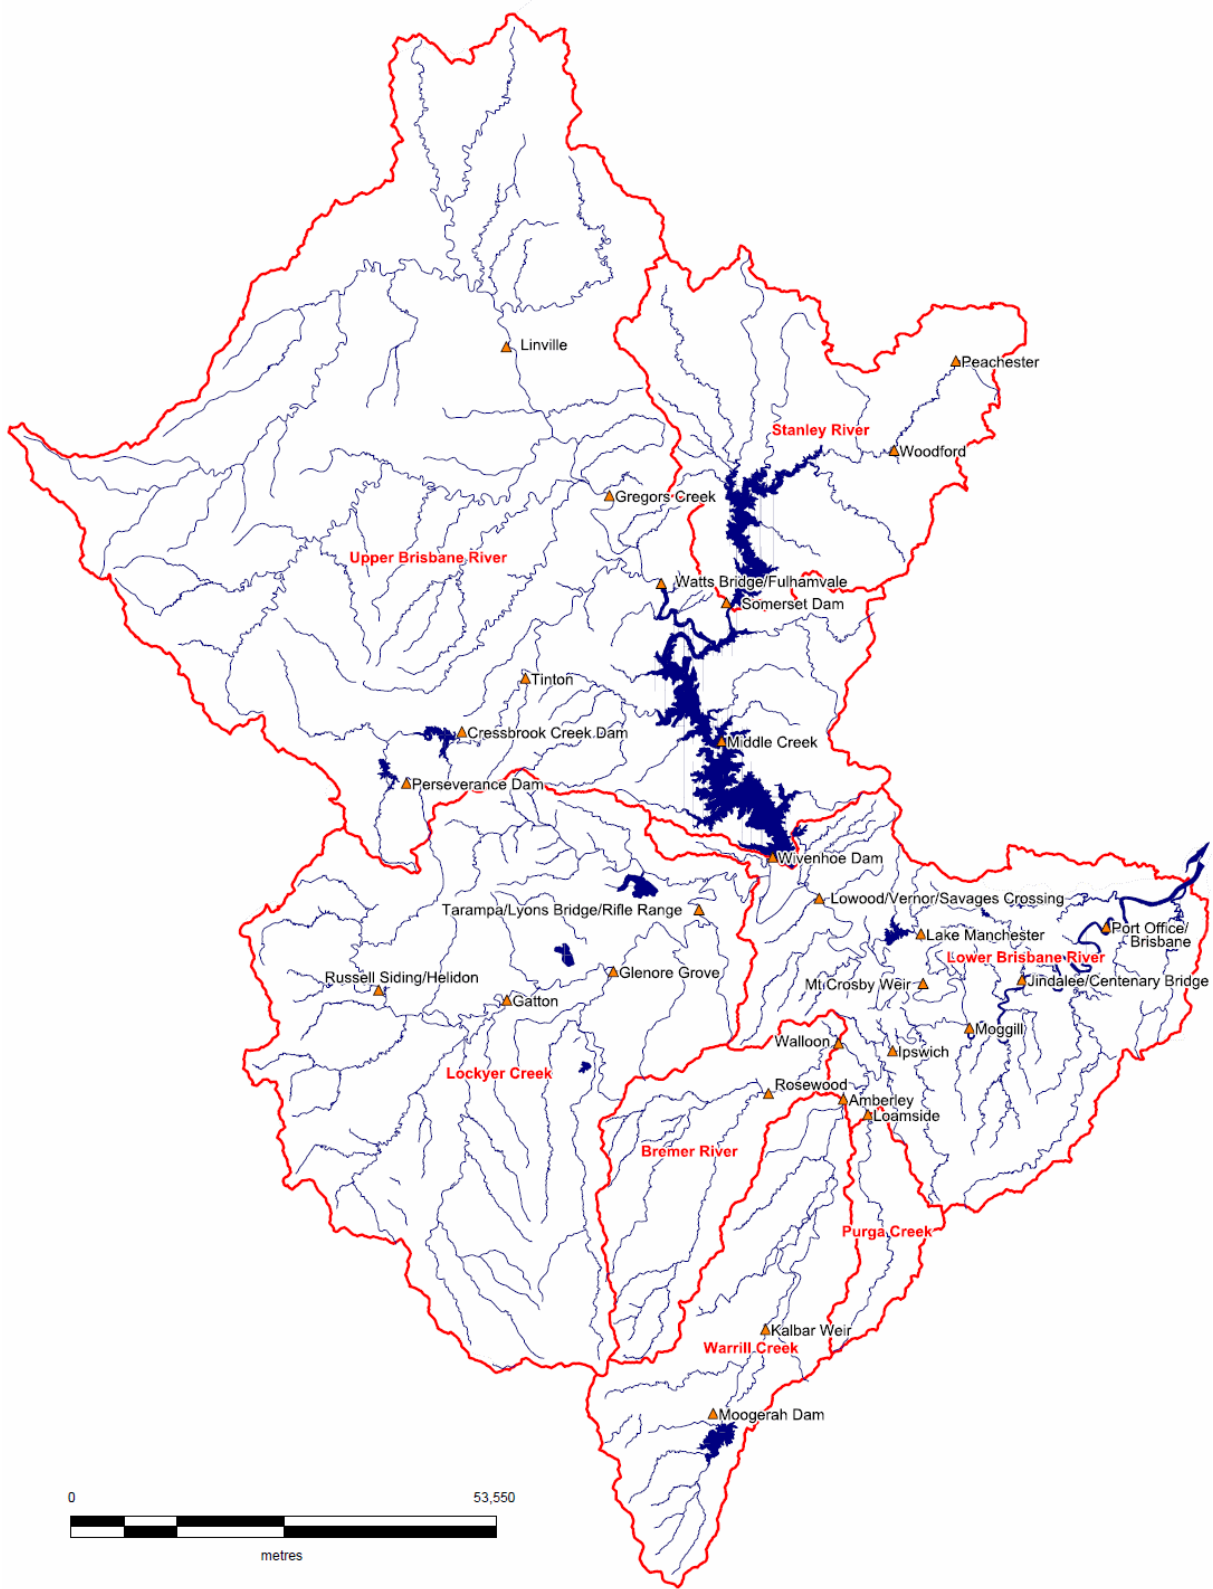 Linville
Peachester
Stanley River
Woodford
Gregors Creek
Upper Brisbane River
Watts Bridge/Fulhamvale
Somerset Dam
Tinton
Cressbrook Creek Dam
Middle Creek
Perseverance Dam
Wivenhoe Dam
Lowood/Vernor/Savages Crossing
Tarampa/Lyons Bridge/Rifle Range
Port Office/
Brisbane
Lake Manchester
Lower Brisbane River
Glenore Grove
Russell Siding/Helidon
Mt Crosby Weir
Jindalee/Centenary Bridge
Gatton
Moggill
Walloon
Ipswich
Lockyer Creek
Rosewood
Amberley
Loamside
Bremer River
Purga Creek
Kalbar Weir
Warrill Creek
Moogerah Dam
0
53,550
metres